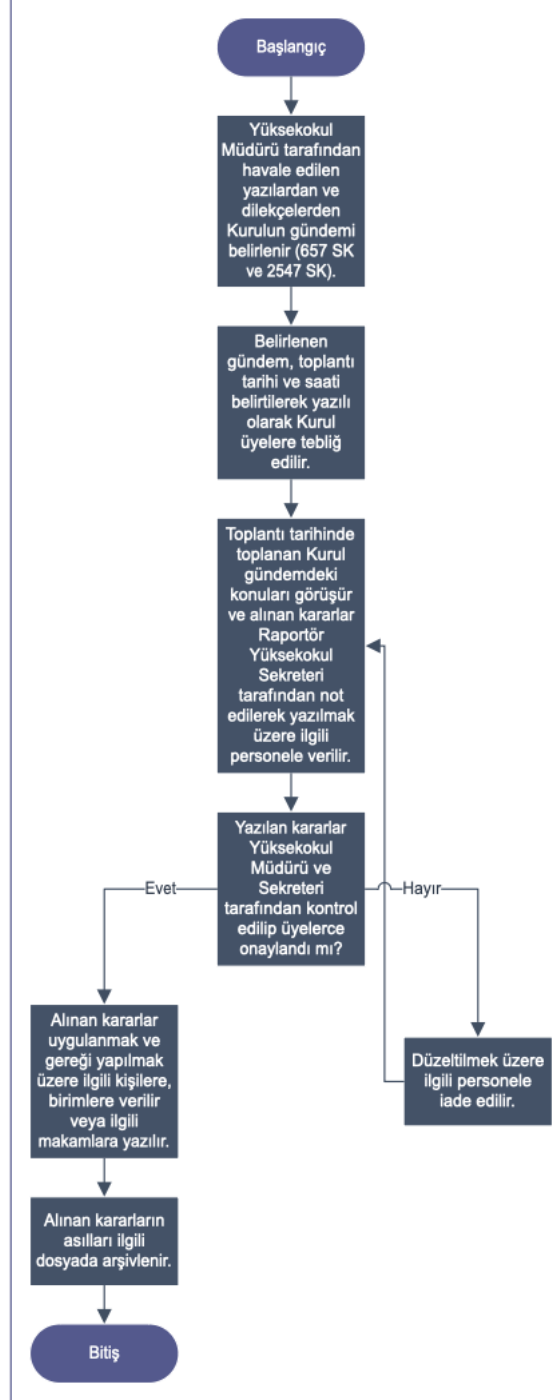 Başlangıç
Yüksekokul
Müdürü tarafından
havale edilen
yazılardan ve
dilekçelerden
Kurulun gündemi
belirlenir (657 SK
ve 2547 SK).
Belirlenen
gündem, toplantı
tarihi ve saati
belirtilerek yazılı
olarak Kurul
üyelere tebliğ
edilir.
Toplantı tarihinde
toplanan Kurul
gündemdeki
konuları görüşür
ve alınan kararlar
Raportör
Yüksekokul
Sekreteri
tarafından not
edilerek yazılmak
üzere ilgili
personele verilir.
Yazılan kararlar
Yüksekokul
Müdürü ve
Sekreteri
tarafından kontrol
edilip üyelerce
onaylandı mı?
Evet
Hayır
Alınan kararlar
uygulanmak ve
gereği yapılmak
üzere ilgili kişilere,
birimlere verilir
veya ilgili
makamlara yazılır.
Düzeltilmek üzere
ilgili personele
iade edilir.
Alınan kararların
asılları ilgili
dosyada arşivlenir.
Bitiş